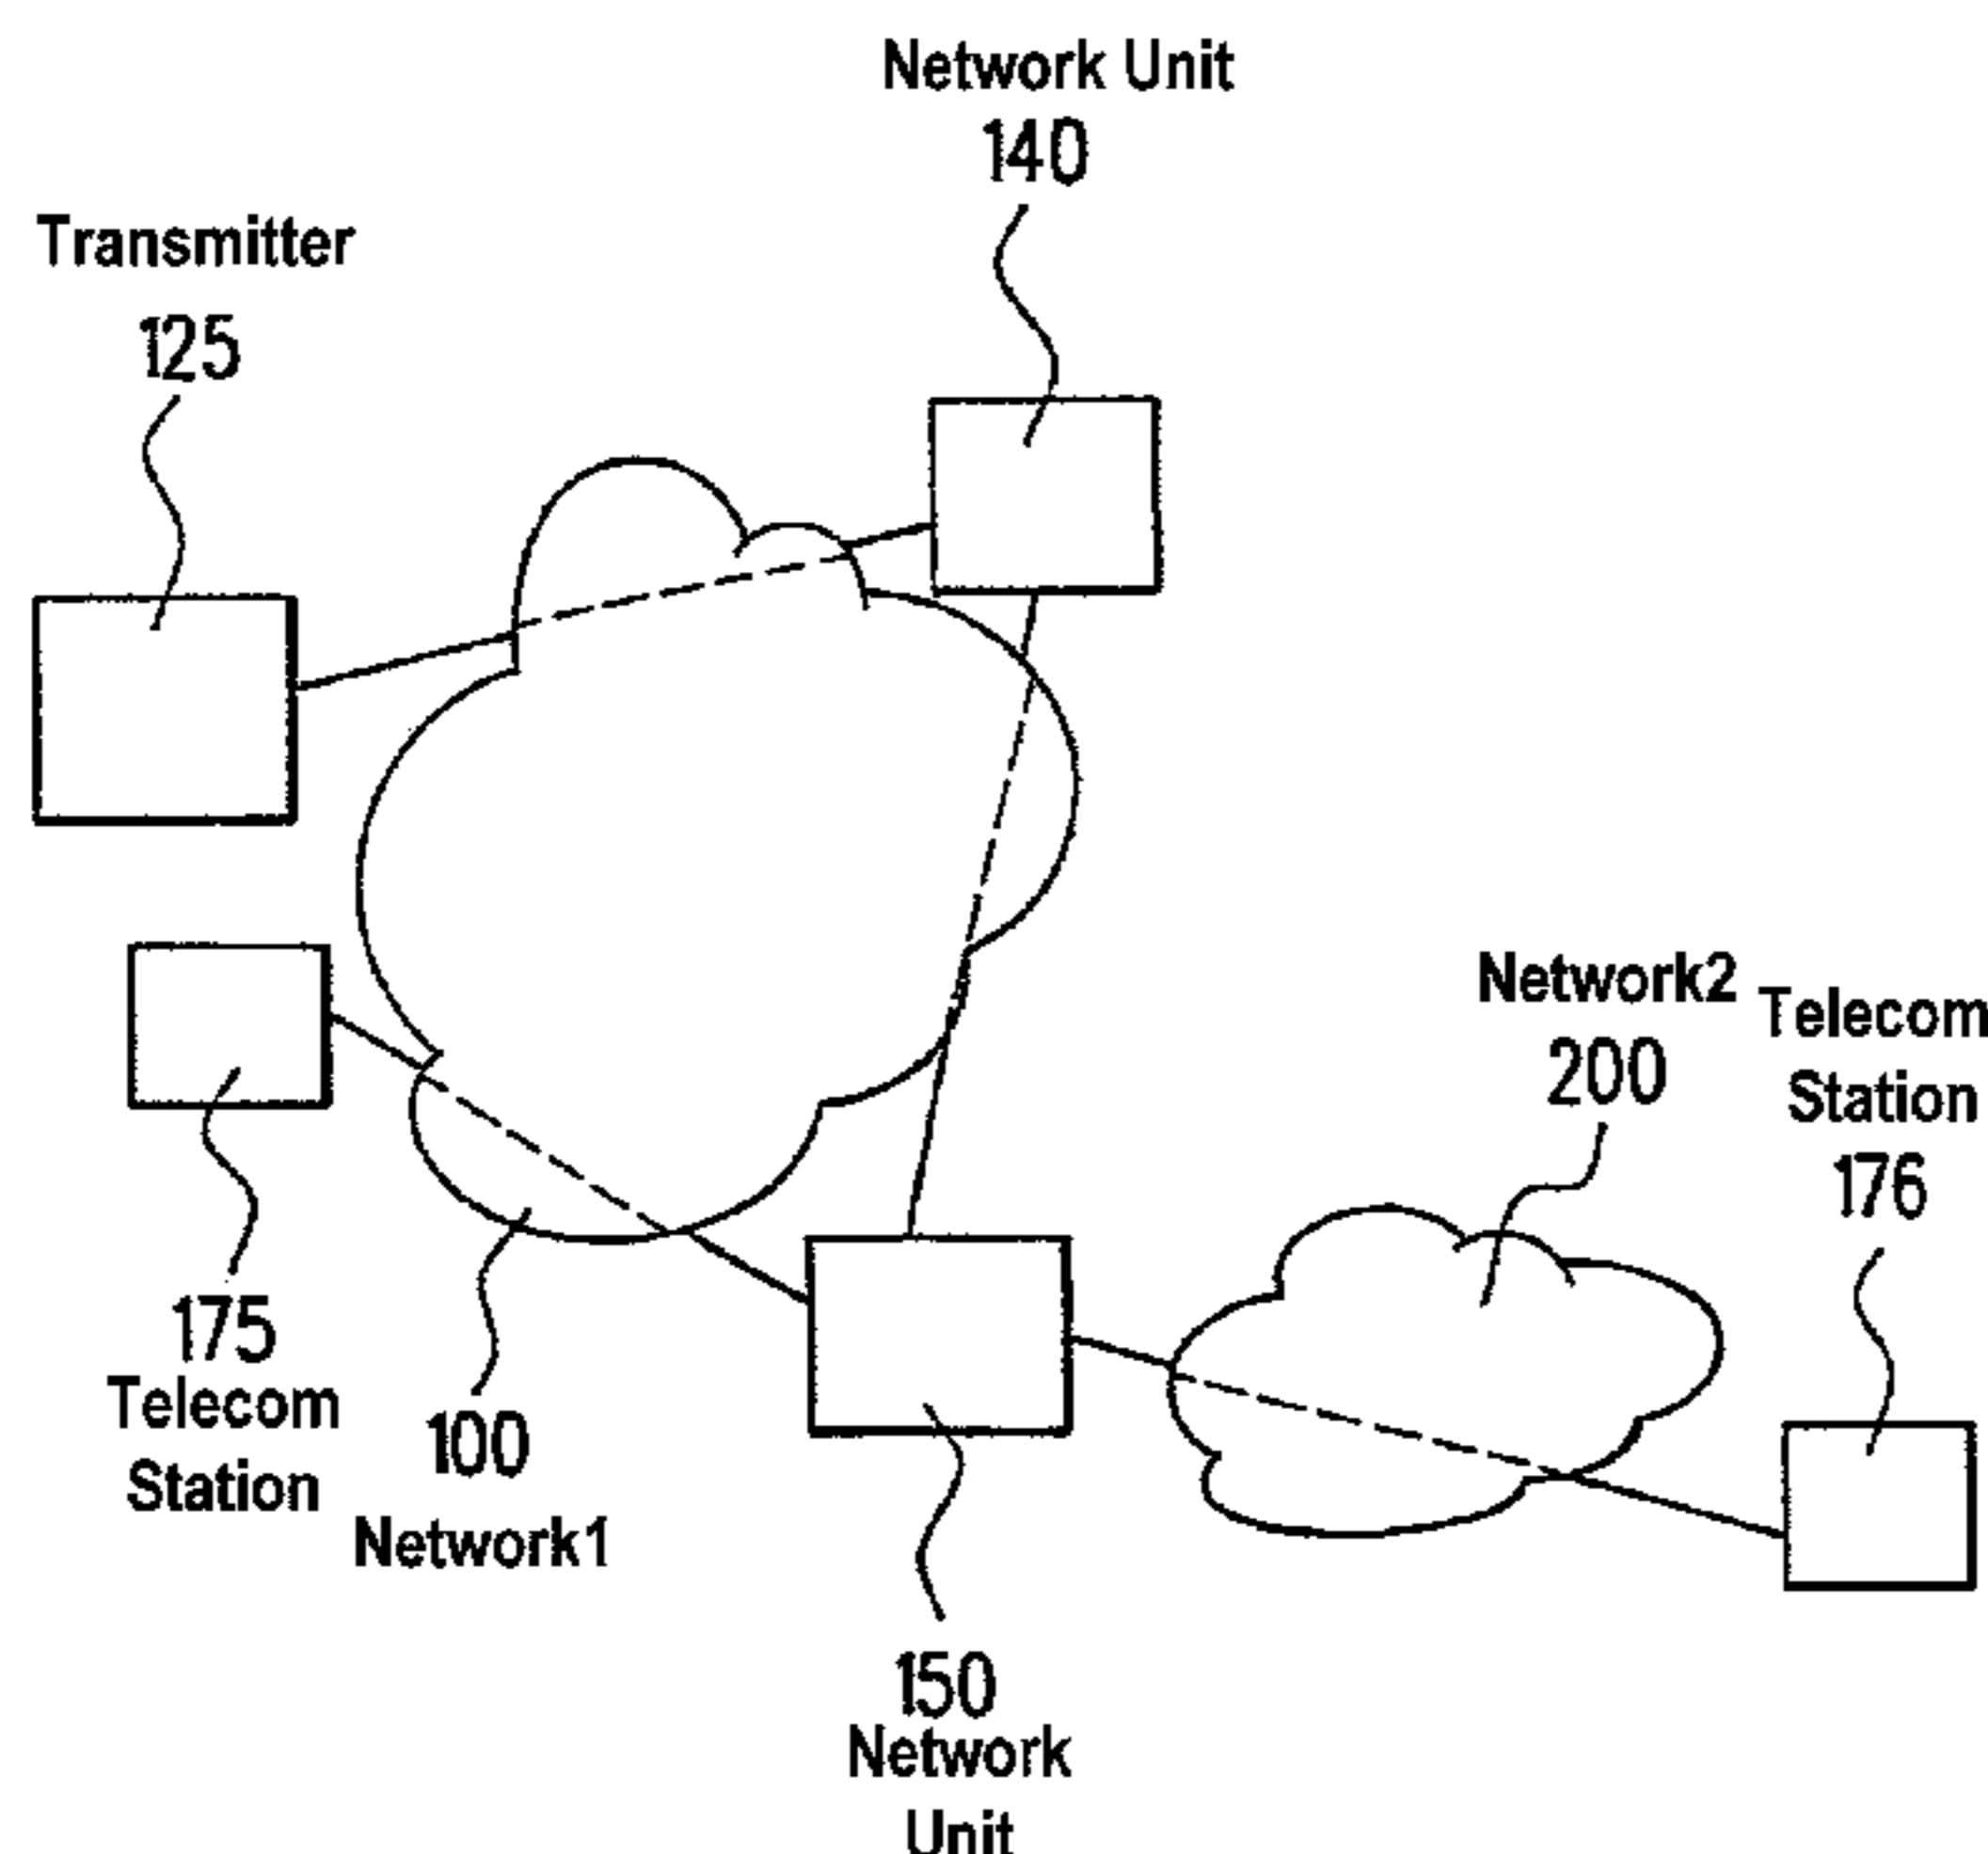 Network Unit
140
Transmitter
125
Network2
200
Telecom
Station
176
175
Telecom
Station
100
Network1
150
Network
Unit